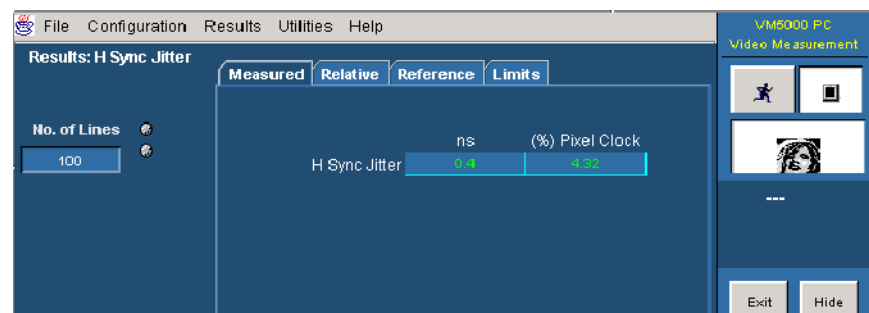 File Configuration Results Utilities Help
VM5000 PC
Video Measurement
Results: H Sync Jitter
Measured Relative Reference Limits
No. of Lines
100
ns (%) Pixel Clock
H Sync Jitter 0.4 4.32
---
Exit Hide